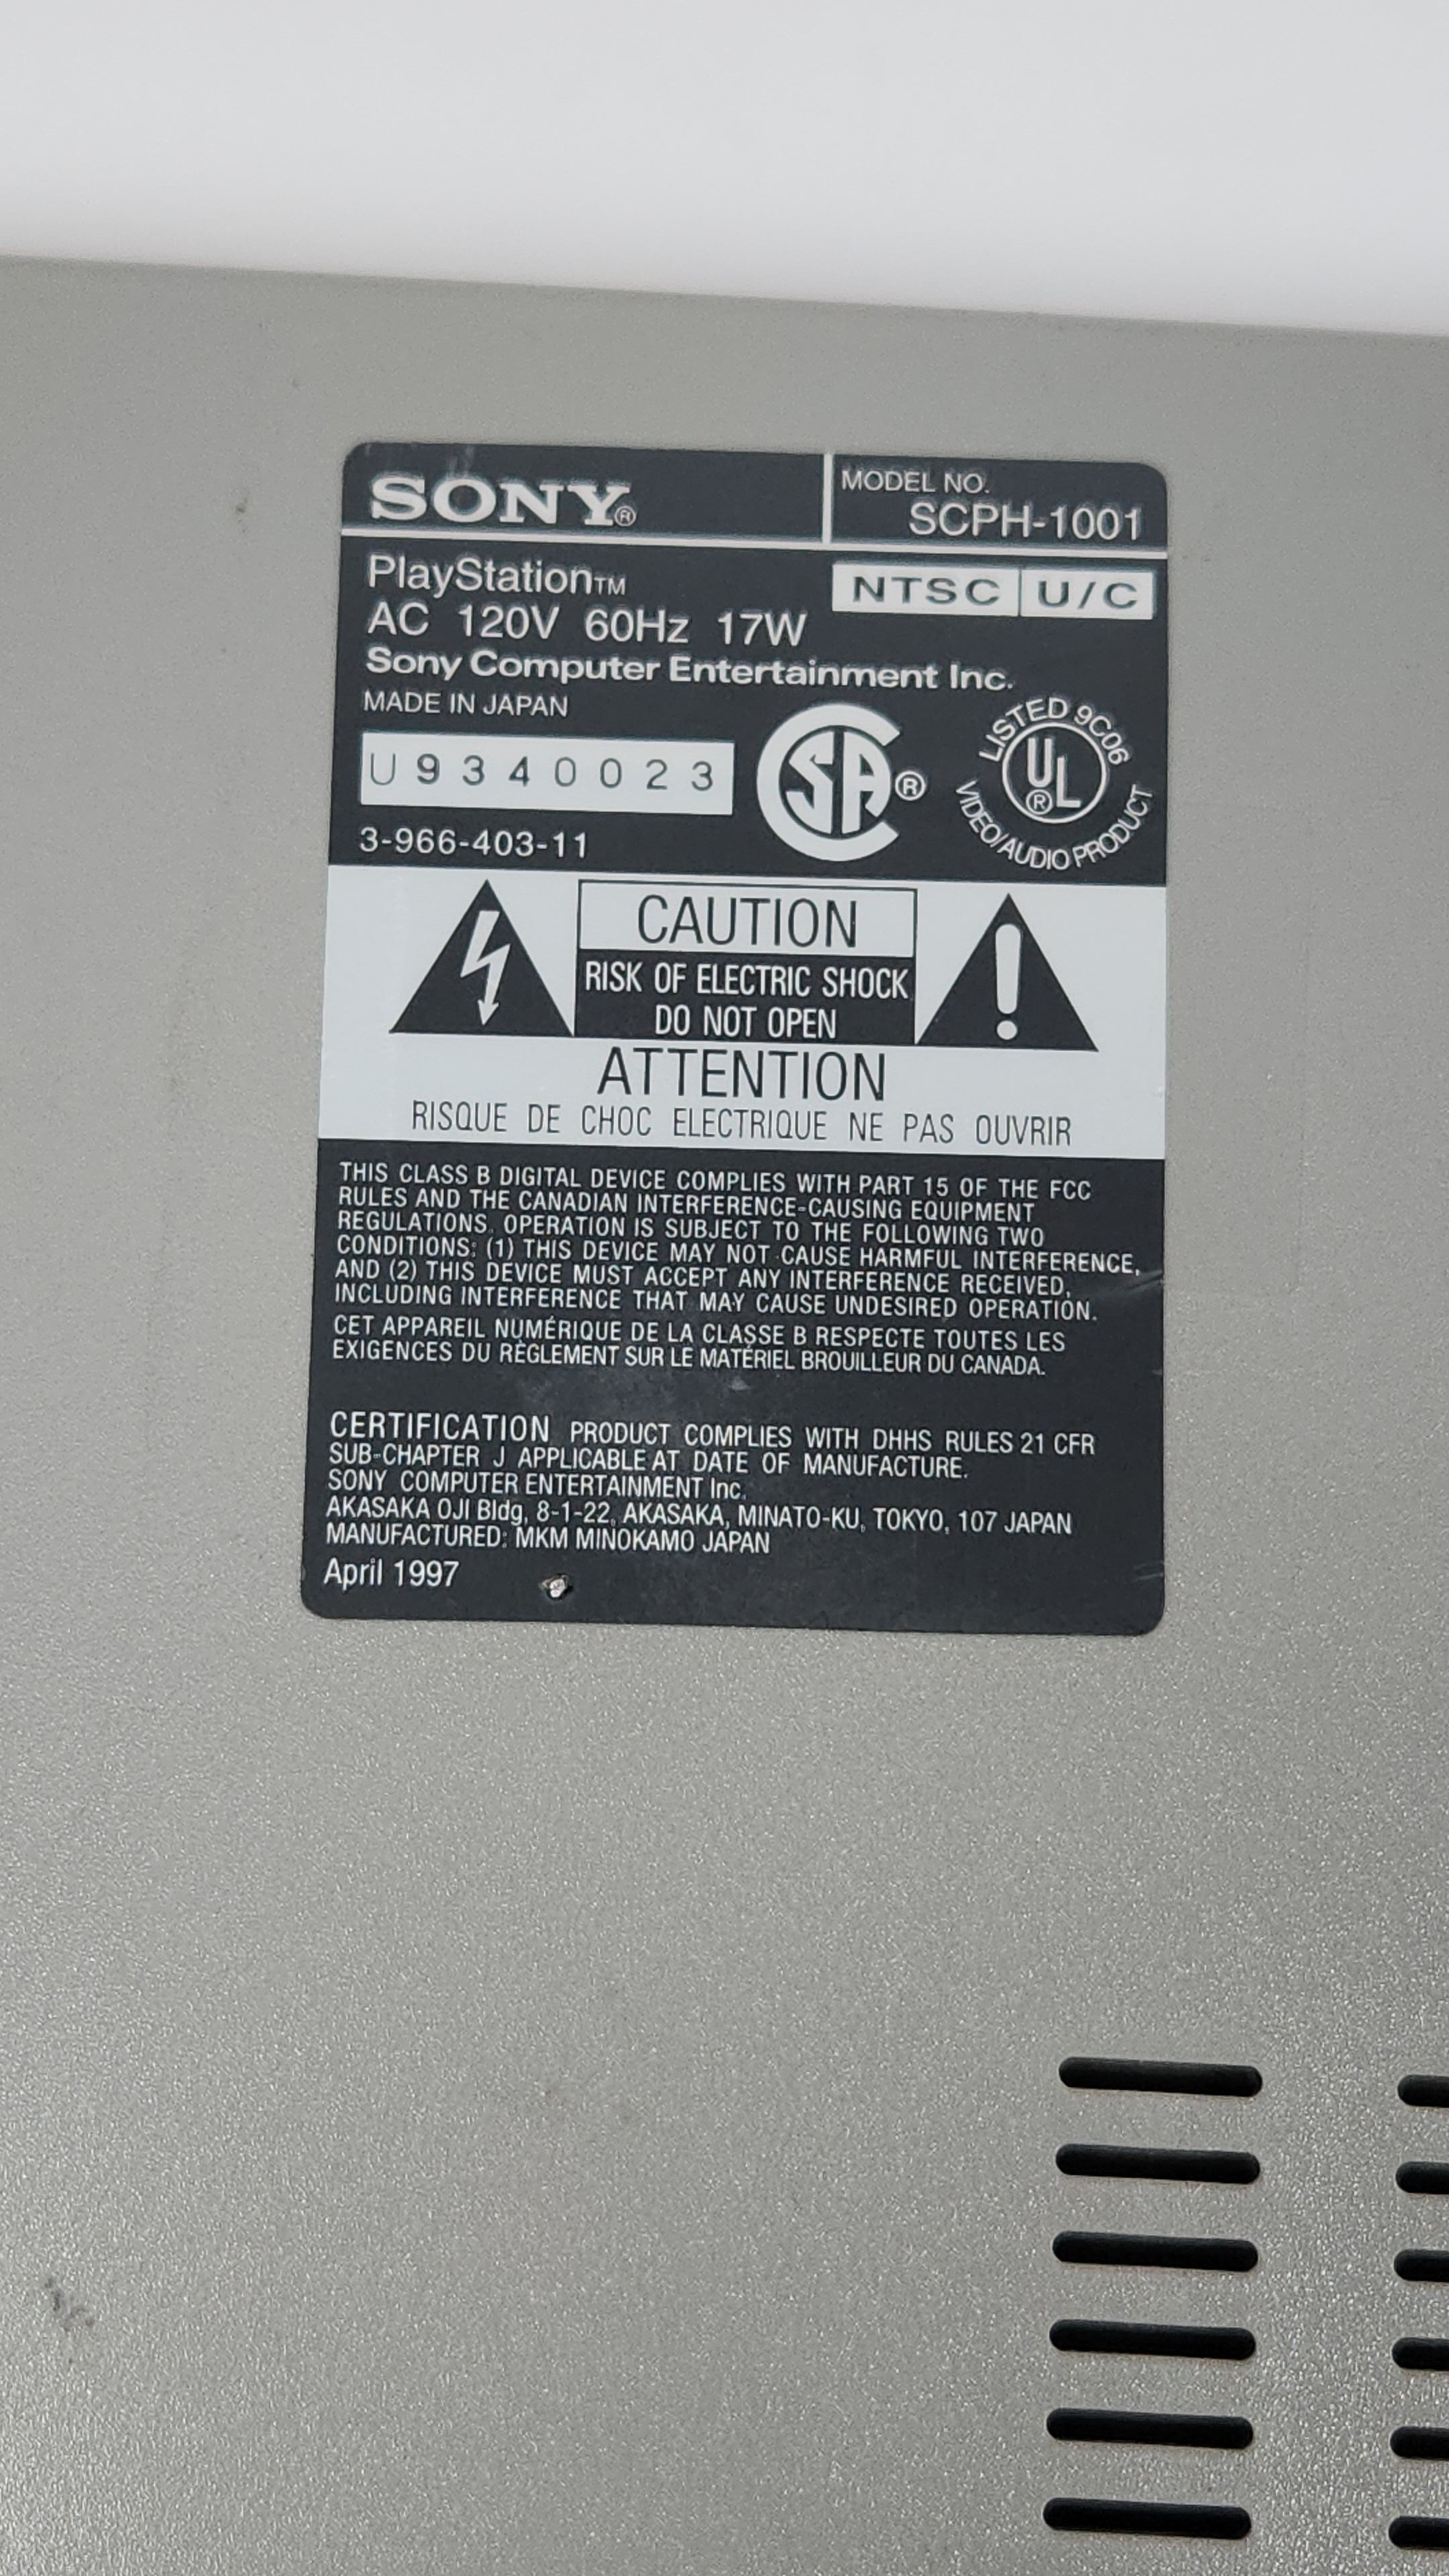 SONY®
MODEL NO.
SCPH-1001
PlayStation™
NTSC U/C
AC 120V 60Hz 17W
Sony Computer Entertainment Inc.
MADE IN JAPAN
U9340023
3-966-403-11
CSA®
LISTED 9C06
UL®
VIDEO/AUDIO PRODUCT
CAUTION
RISK OF ELECTRIC SHOCK
DO NOT OPEN
ATTENTION
RISQUE DE CHOC ELECTRIQUE NE PAS OUVRIR
THIS CLASS B DIGITAL DEVICE COMPLIES WITH PART 15 OF THE FCC
RULES AND THE CANADIAN INTERFERENCE-CAUSING EQUIPMENT
REGULATIONS. OPERATION IS SUBJECT TO THE FOLLOWING TWO
CONDITIONS: (1) THIS DEVICE MAY NOT CAUSE HARMFUL INTERFERENCE,
AND (2) THIS DEVICE MUST ACCEPT ANY INTERFERENCE RECEIVED,
INCLUDING INTERFERENCE THAT MAY CAUSE UNDESIRED OPERATION.
CET APPAREIL NUMÉRIQUE DE LA CLASSE B RESPECTE TOUTES LES
EXIGENCES DU RÈGLEMENT SUR LE MATÉRIEL BROUILLEUR DU CANADA.
CERTIFICATION PRODUCT COMPLIES WITH DHHS RULES 21 CFR
SUB-CHAPTER J APPLICABLE AT DATE OF MANUFACTURE.
SONY COMPUTER ENTERTAINMENT Inc.
AKASAKA OJI Bldg, 8-1-22, AKASAKA, MINATO-KU, TOKYO, 107 JAPAN
MANUFACTURED: MKM MINOKAMO JAPAN
April 1997